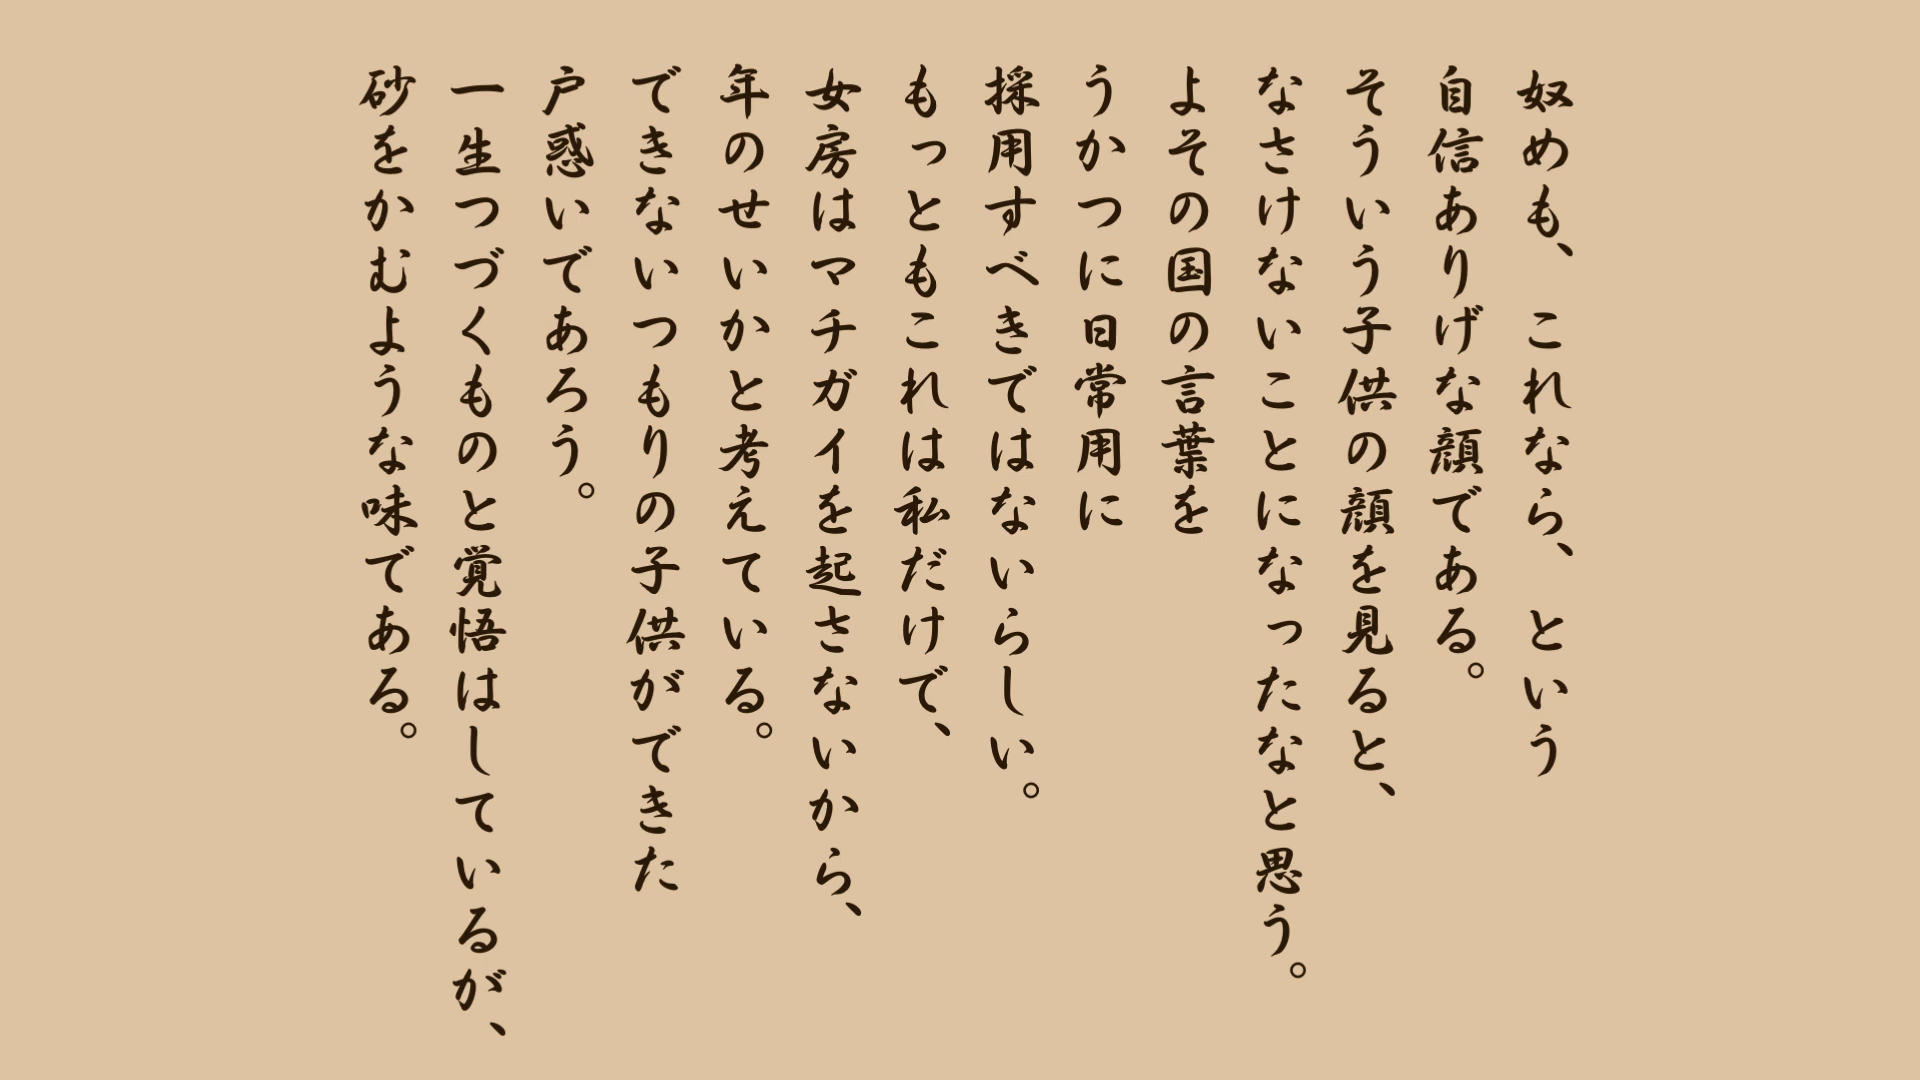 奴めも、これなら、という
自信ありげな顔である。
そういう子供の顔を見ると、
なさけないことになったなと思う。
よその国の言葉を
うかつに日常用に
採用すべきではないらしい。
もっともこれは私だけで、
女房はマチガイを起さないから、
年のせいかと考えている。
できないつもりの子供ができた
戸惑いであろう。
一生つづくものと覚悟はしているが、
砂をかむような味である。